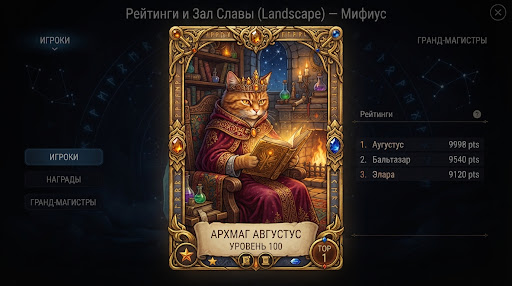 Рейтинги и Зал Славы (Landscape) — Мифиус
ИГРОКИ
ГРАНД-МАГИСТРЫ
ИГРОКИ
НАГРАДЫ
ГРАНД-МАГИСТРЫ
Рейтинги ?
1. Аугустус 9998 pts
2. Бальтазар 9540 pts
3. Элара 9120 pts
АРХМАГ АВГУСТУС
УРОВЕНЬ 100
TOP
1